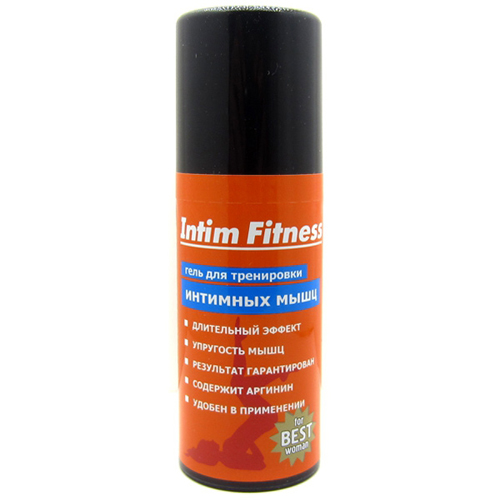 Intim Fitness
гель для тренировки
ИНТИМНЫХ МЫШЦ
ДЛИТЕЛЬНЫЙ ЭФФЕКТ
УПРУГОСТЬ МЫШЦ
РЕЗУЛЬТАТ ГАРАНТИРОВАН
СОДЕРЖИТ АРГИНИН
УДОБЕН В ПРИМЕНЕНИИ
for
BEST
woman